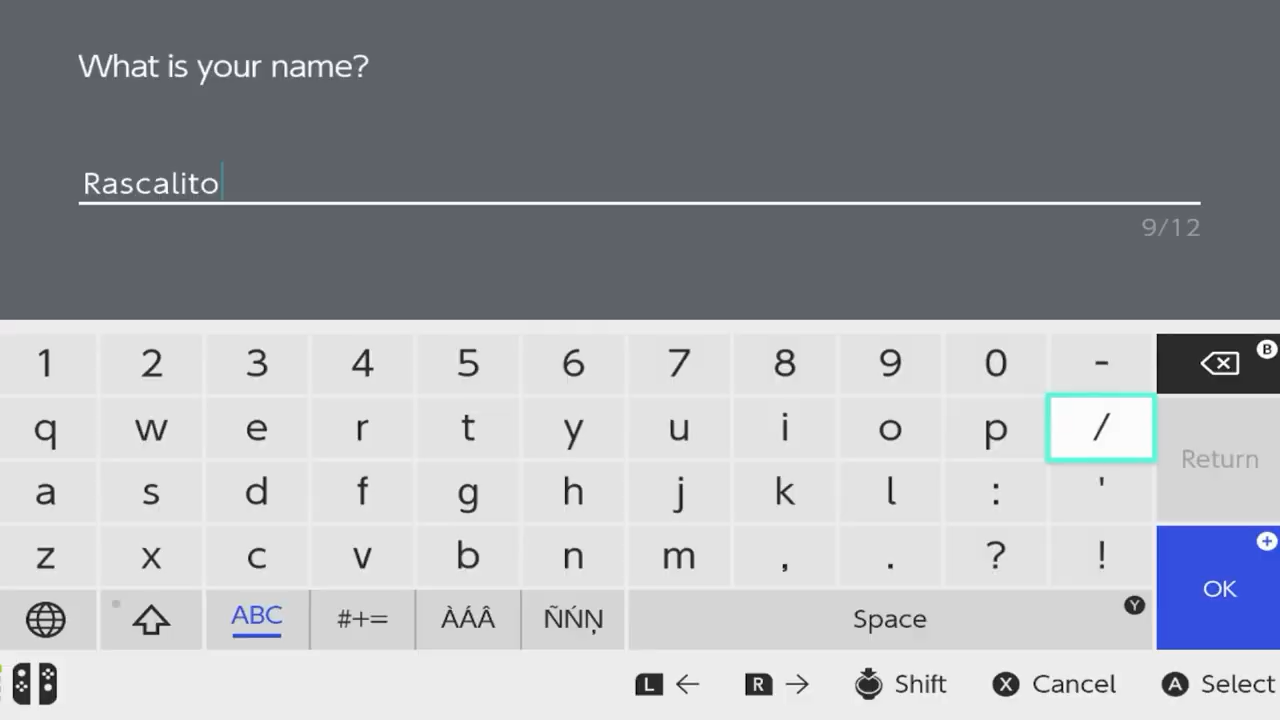 What is your name?
Rascalito
9/12
1 2 3 4 5 6 7 8 9 0 - B
q w e r t y u i o p / Return
a s d f g h j k l : '
z x c v b n m , . ? ! + OK
ABC #+= ÀÁÂ ÑŃŅ Space Y
L ← R → Shift X Cancel A Select